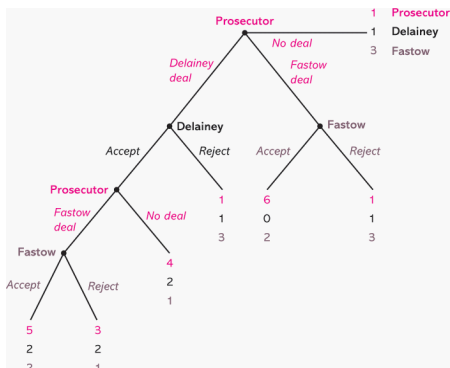 Prosecutor
1 Prosecutor
No deal
1 Delainey
3 Fastow
Delainey
deal
Fastow
deal
Delainey
Fastow
Accept
Reject
Accept
Reject
Prosecutor
1
1
3
6
0
2
1
1
3
Fastow
deal
No deal
Fastow
4
2
1
Accept
Reject
5
2
3
2